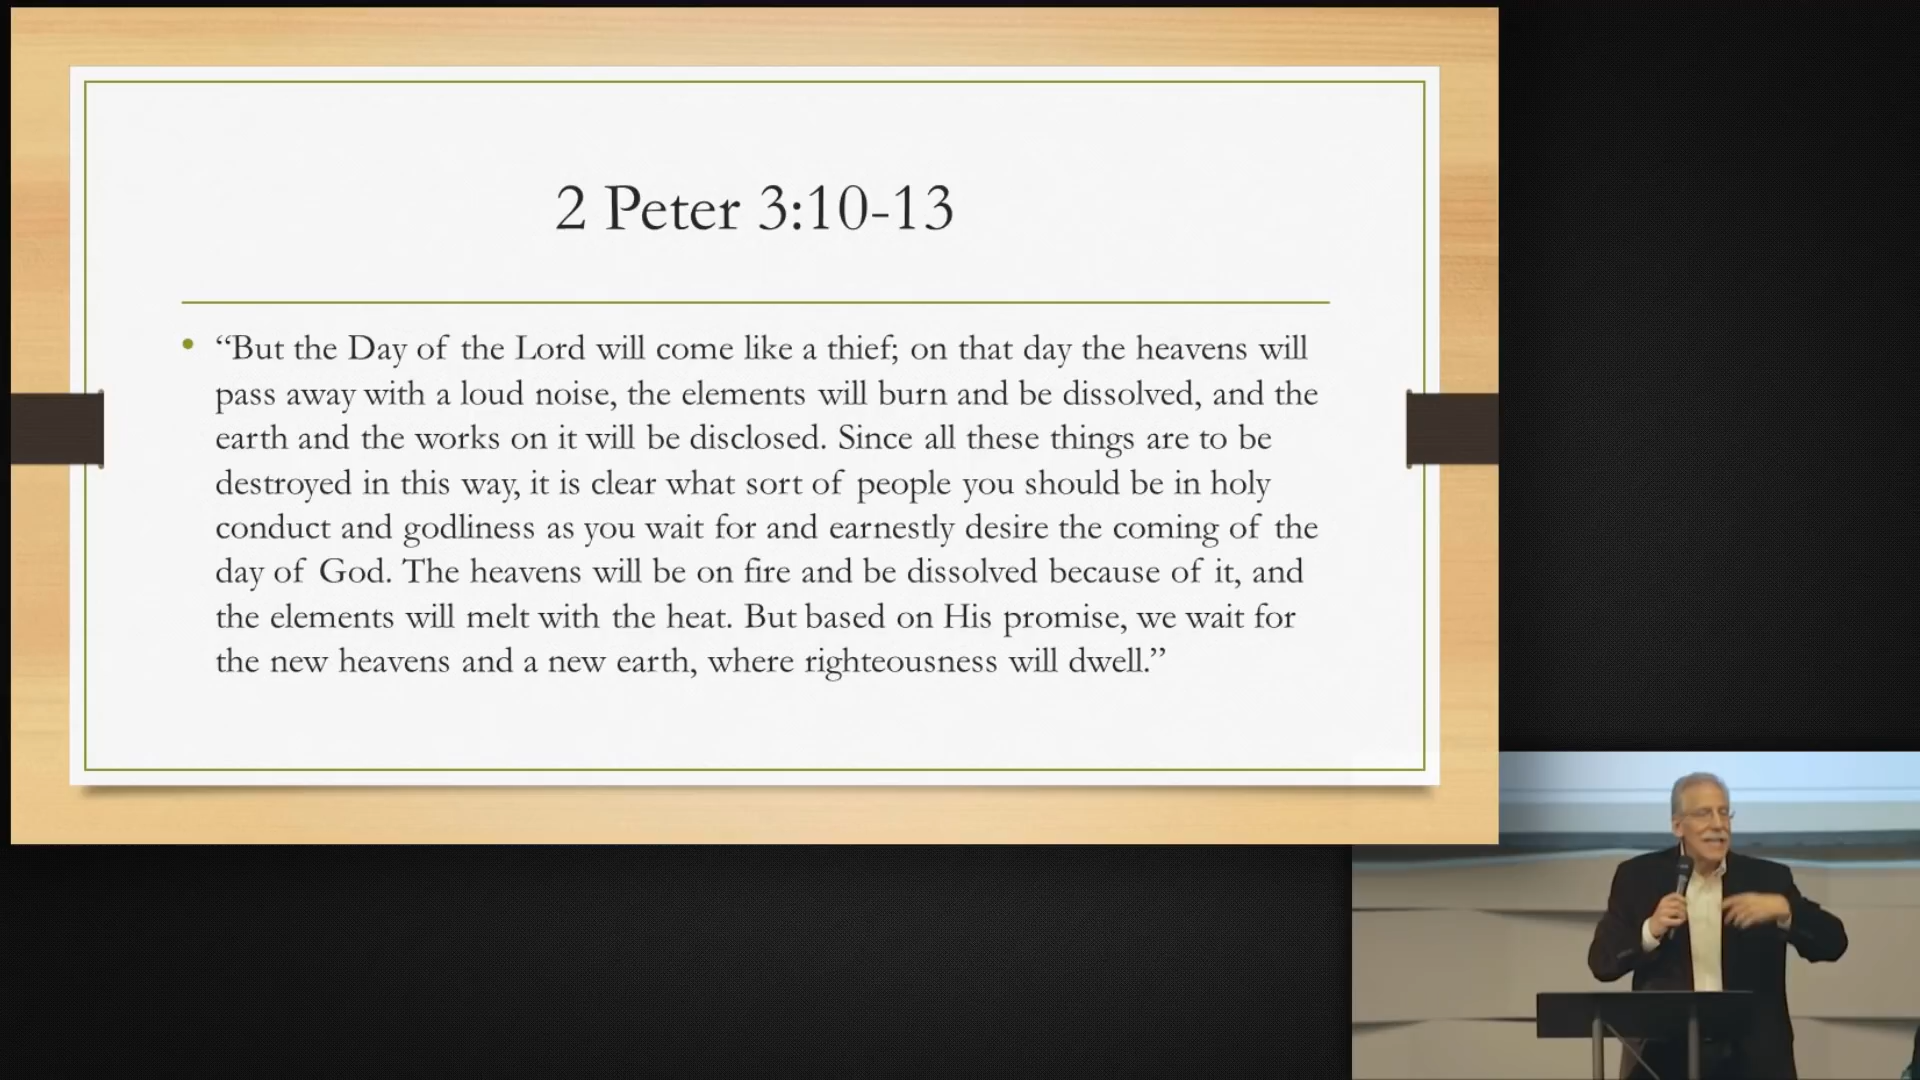 2 Peter 3:10-13
• “But the Day of the Lord will come like a thief; on that day the heavens will
pass away with a loud noise, the elements will burn and be dissolved, and the
earth and the works on it will be disclosed. Since all these things are to be
destroyed in this way, it is clear what sort of people you should be in holy
conduct and godliness as you wait for and earnestly desire the coming of the
day of God. The heavens will be on fire and be dissolved because of it, and
the elements will melt with the heat. But based on His promise, we wait for
the new heavens and a new earth, where righteousness will dwell.”